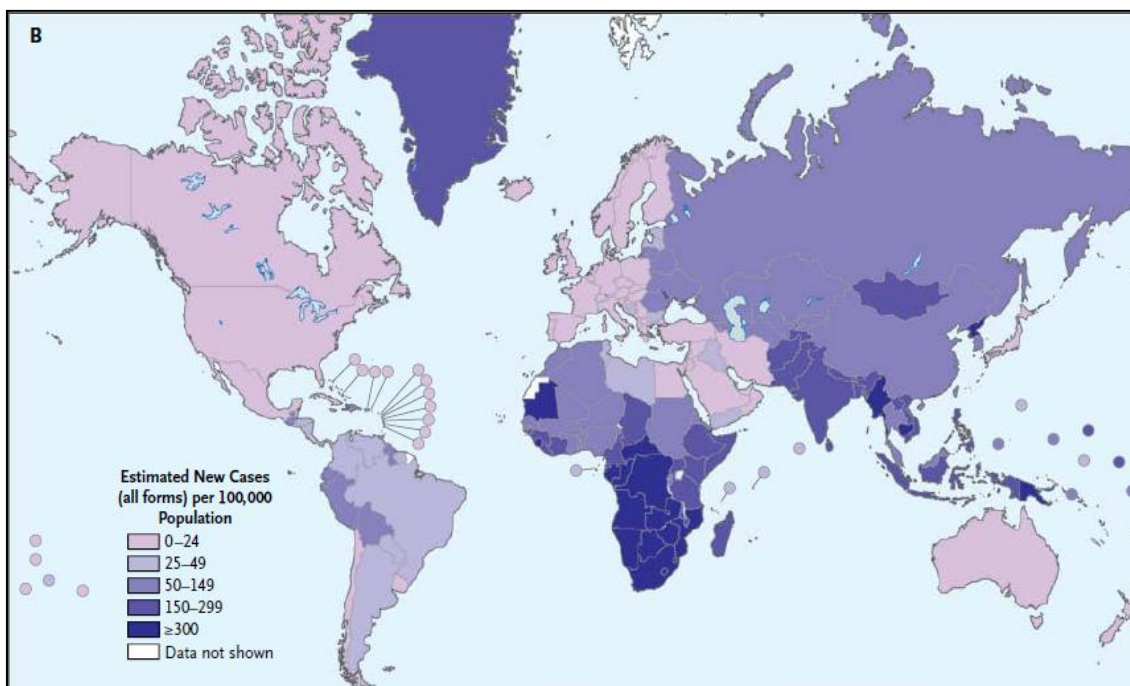 B
Estimated New Cases
(all forms) per 100,000
Population
0–24
25–49
50–149
150–299
≥300
Data not shown